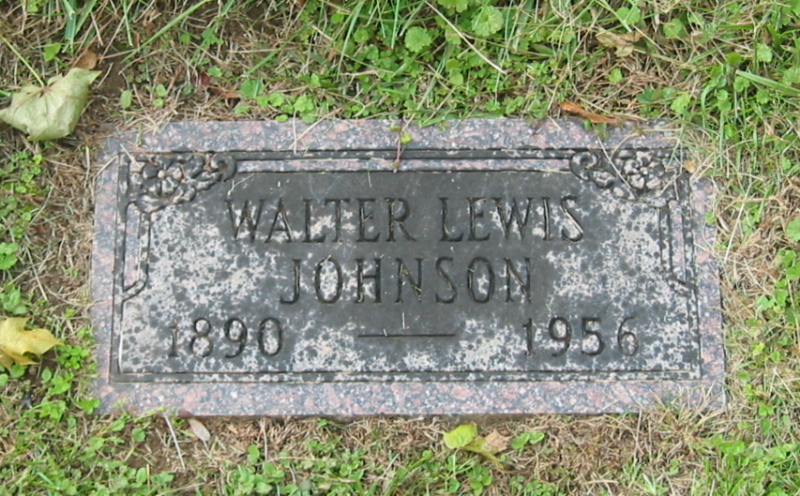 WALTER LEWIS
JOHNSON
1890 — 1956